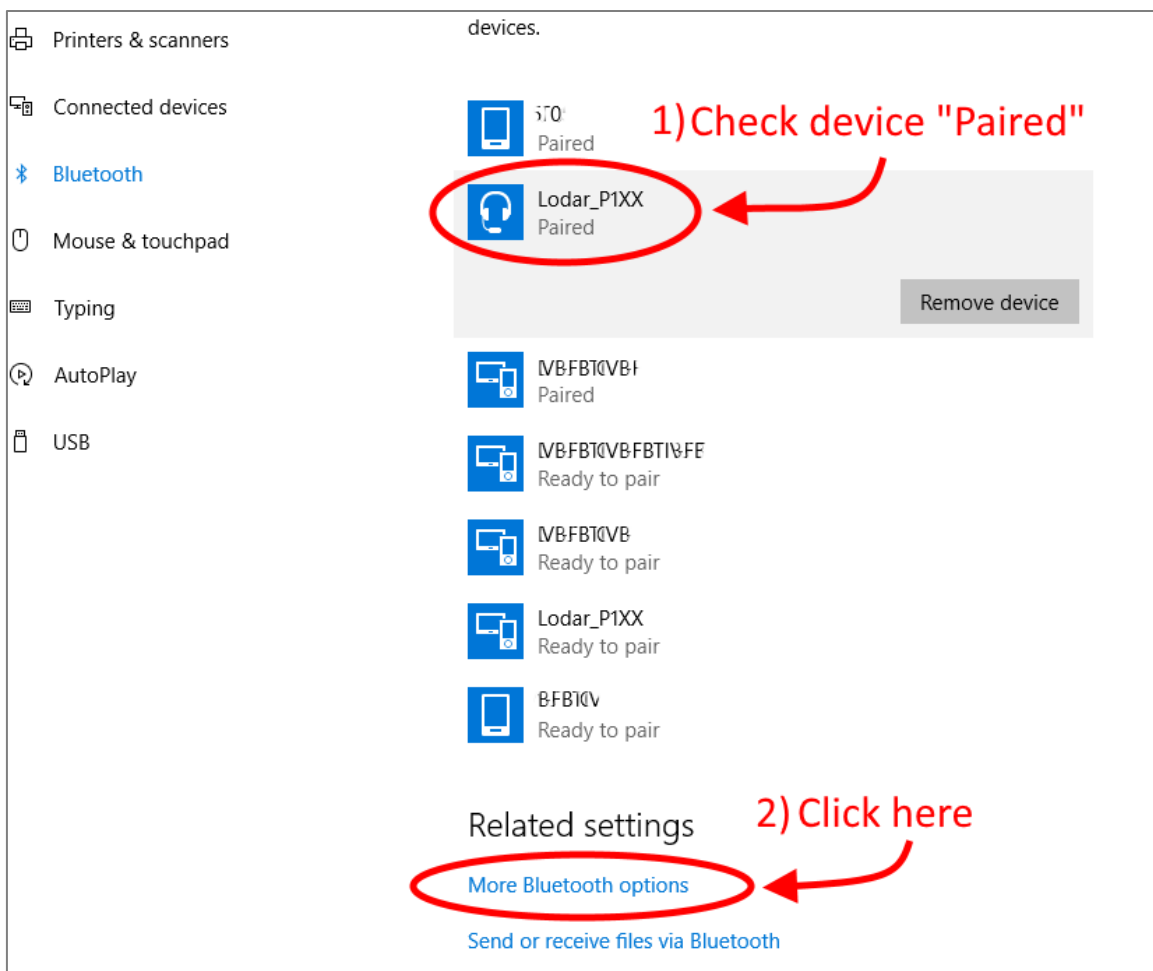 Printers & scanners
Connected devices
Bluetooth
Mouse & touchpad
Typing
AutoPlay
USB
devices.
1) Check device "Paired"
Paired
Lodar_P1XX
Paired
Remove device
Paired
Ready to pair
Ready to pair
Lodar_P1XX
Ready to pair
Ready to pair
Related settings
2) Click here
More Bluetooth options
Send or receive files via Bluetooth